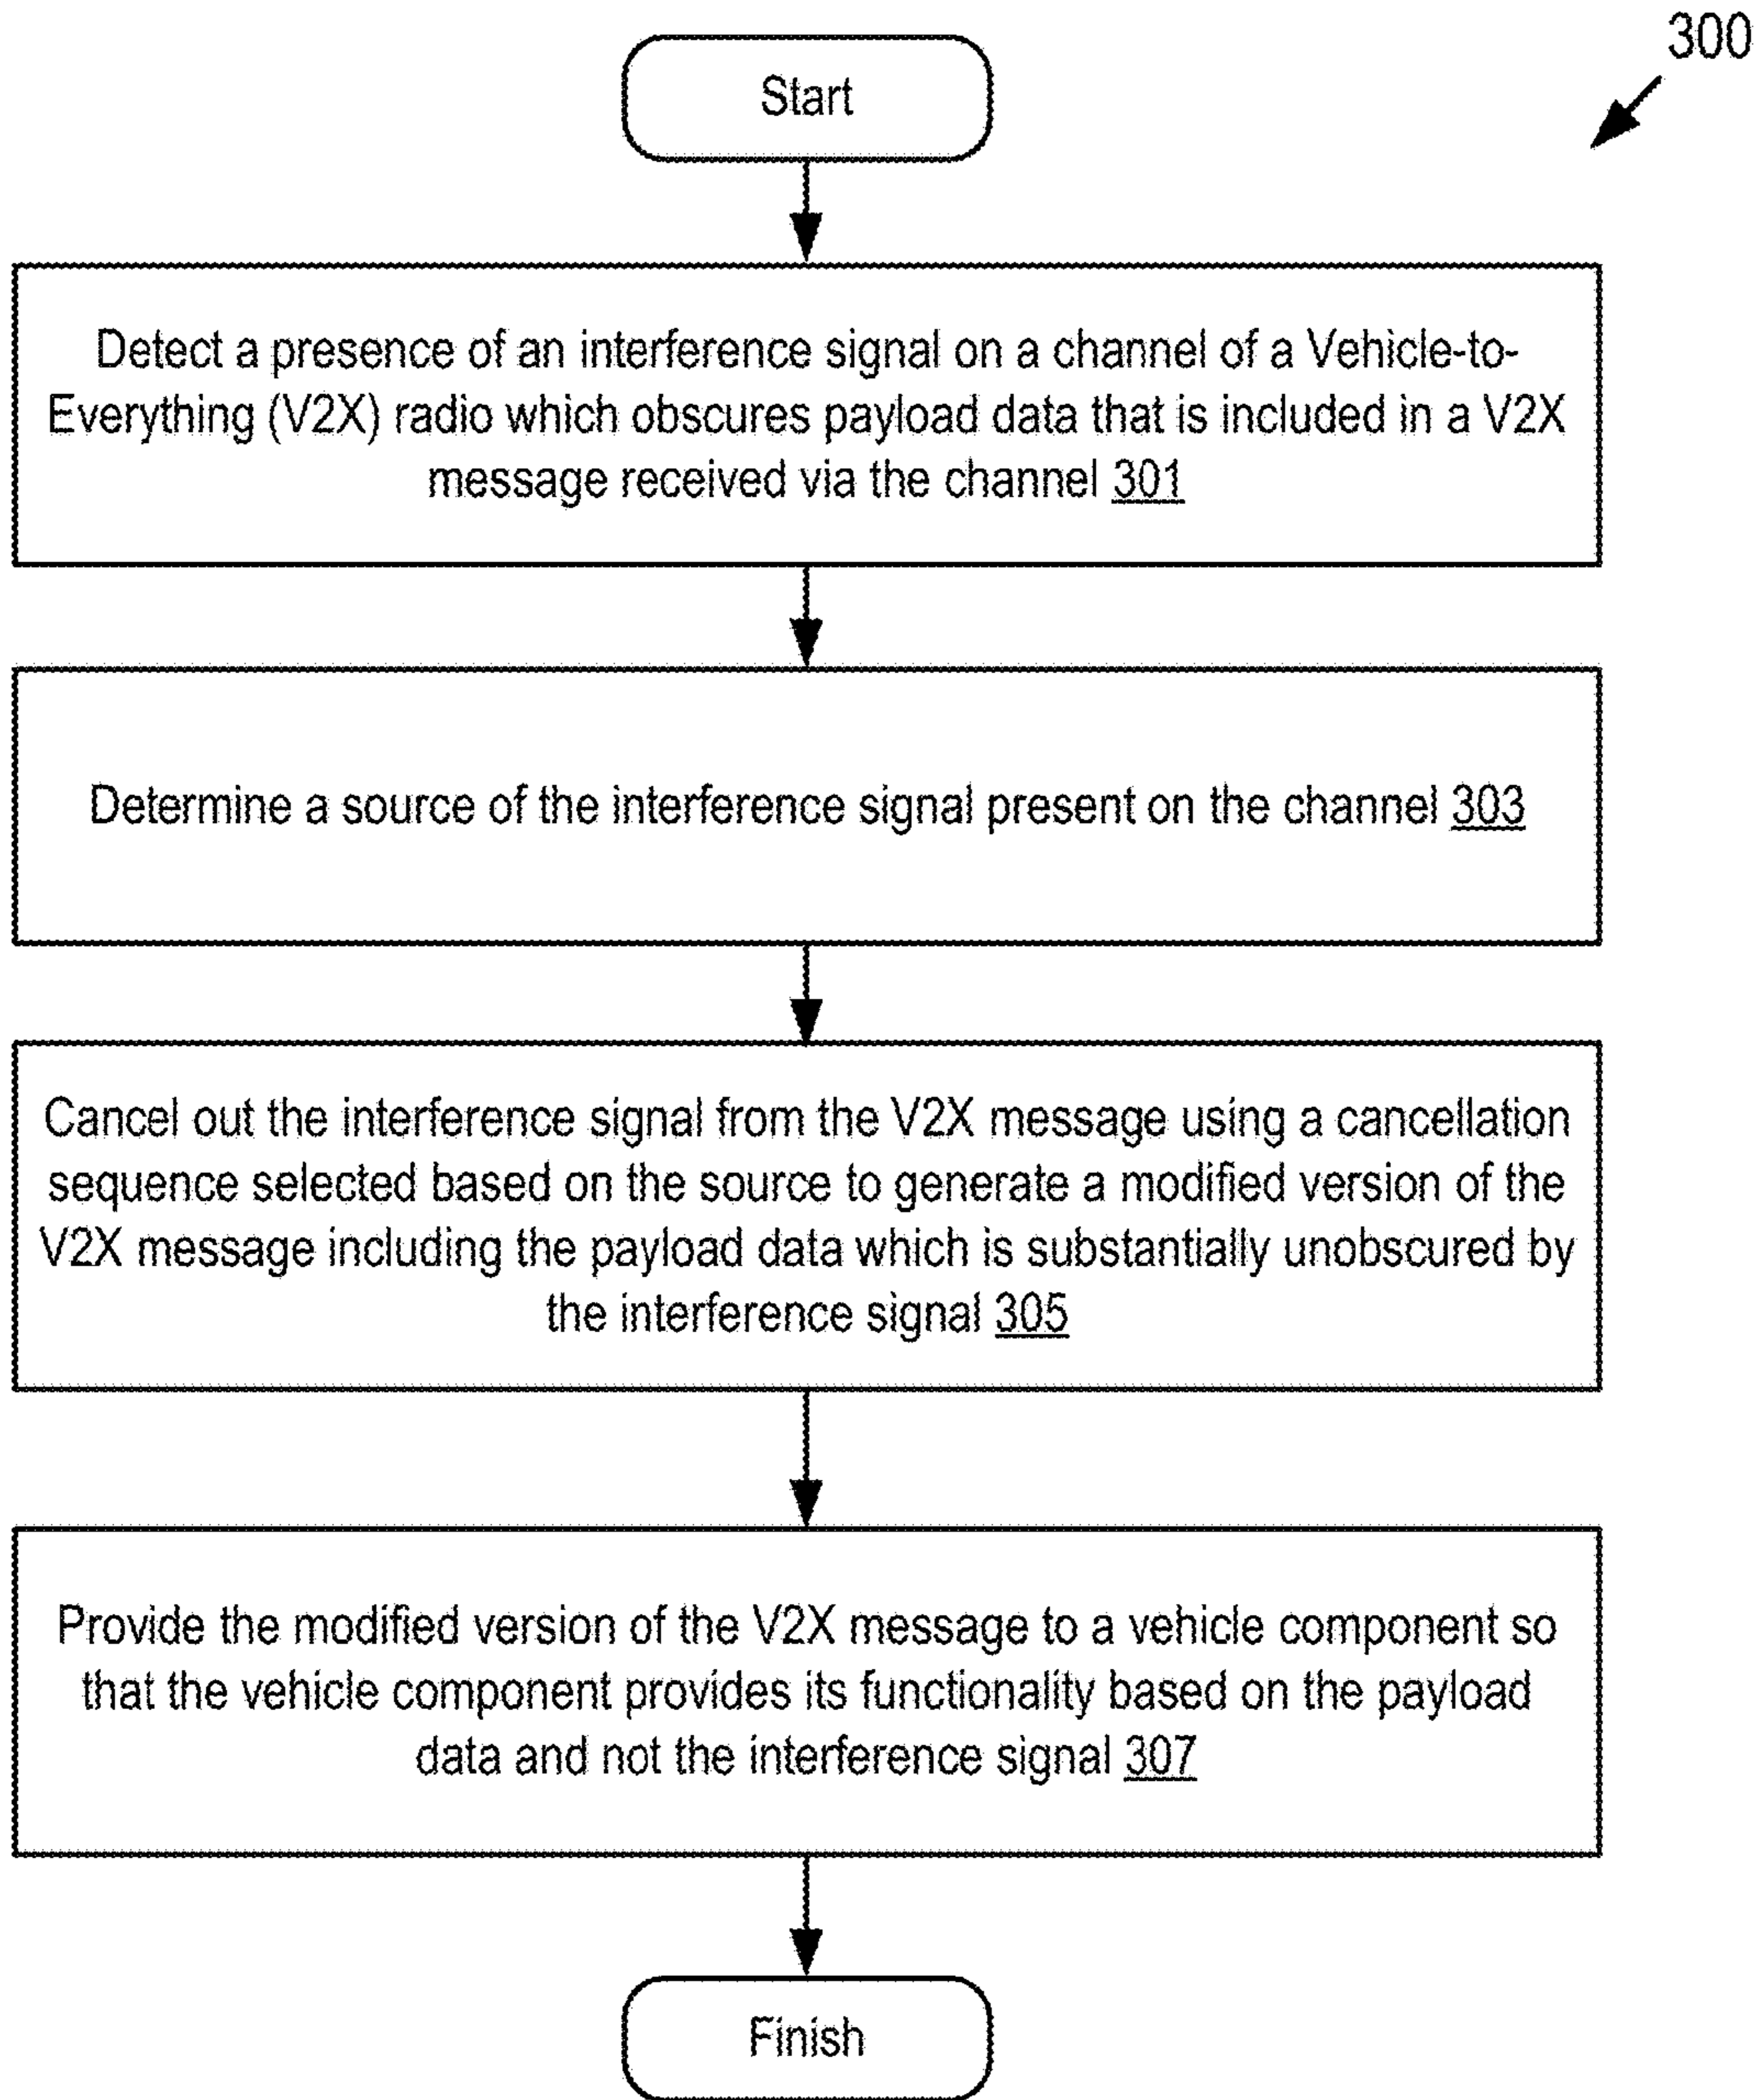 300
Start
Detect a presence of an interference signal on a channel of a Vehicle-to-
Everything (V2X) radio which obscures payload data that is included in a V2X
message received via the channel 301
Determine a source of the interference signal present on the channel 303
Cancel out the interference signal from the V2X message using a cancellation
sequence selected based on the source to generate a modified version of the
V2X message including the payload data which is substantially unobscured by
the interference signal 305
Provide the modified version of the V2X message to a vehicle component so
that the vehicle component provides its functionality based on the payload
data and not the interference signal 307
Finish